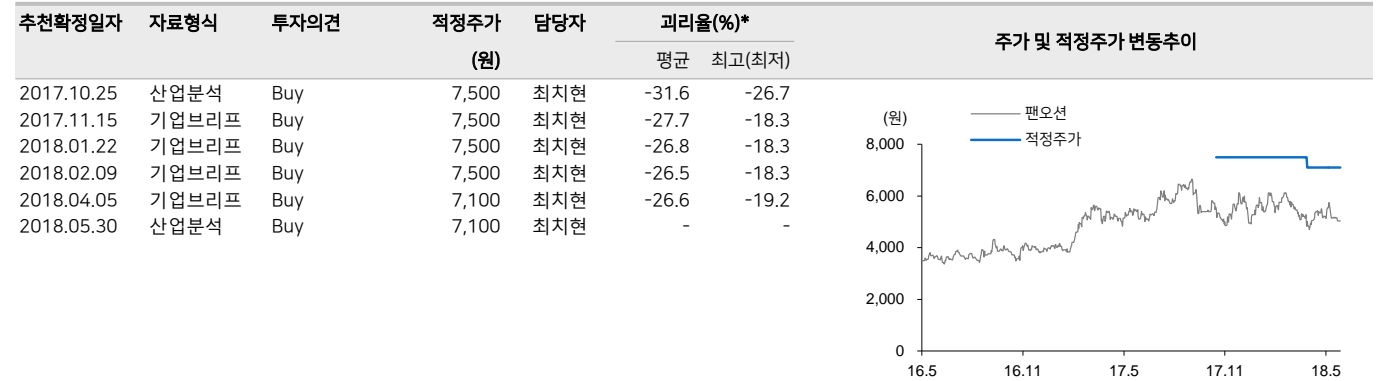 추천확정일자 자료형식 투자의견 적정주가 담당자 괴리율(%)* 주가 및 적정주가 변동추이
(원) 평균 최고(최저)
2017.10.25 산업분석 Buy 7,500 최치현 -31.6 -26.7
2017.11.15 기업브리프 Buy 7,500 최치현 -27.7 -18.3
2018.01.22 기업브리프 Buy 7,500 최치현 -26.8 -18.3
2018.02.09 기업브리프 Buy 7,500 최치현 -26.5 -18.3
2018.04.05 기업브리프 Buy 7,100 최치현 -26.6 -19.2
2018.05.30 산업분석 Buy 7,100 최치현 - -
(원) 팬오션
적정주가
8,000
6,000
4,000
2,000
0
16.5 16.11 17.5 17.11 18.5